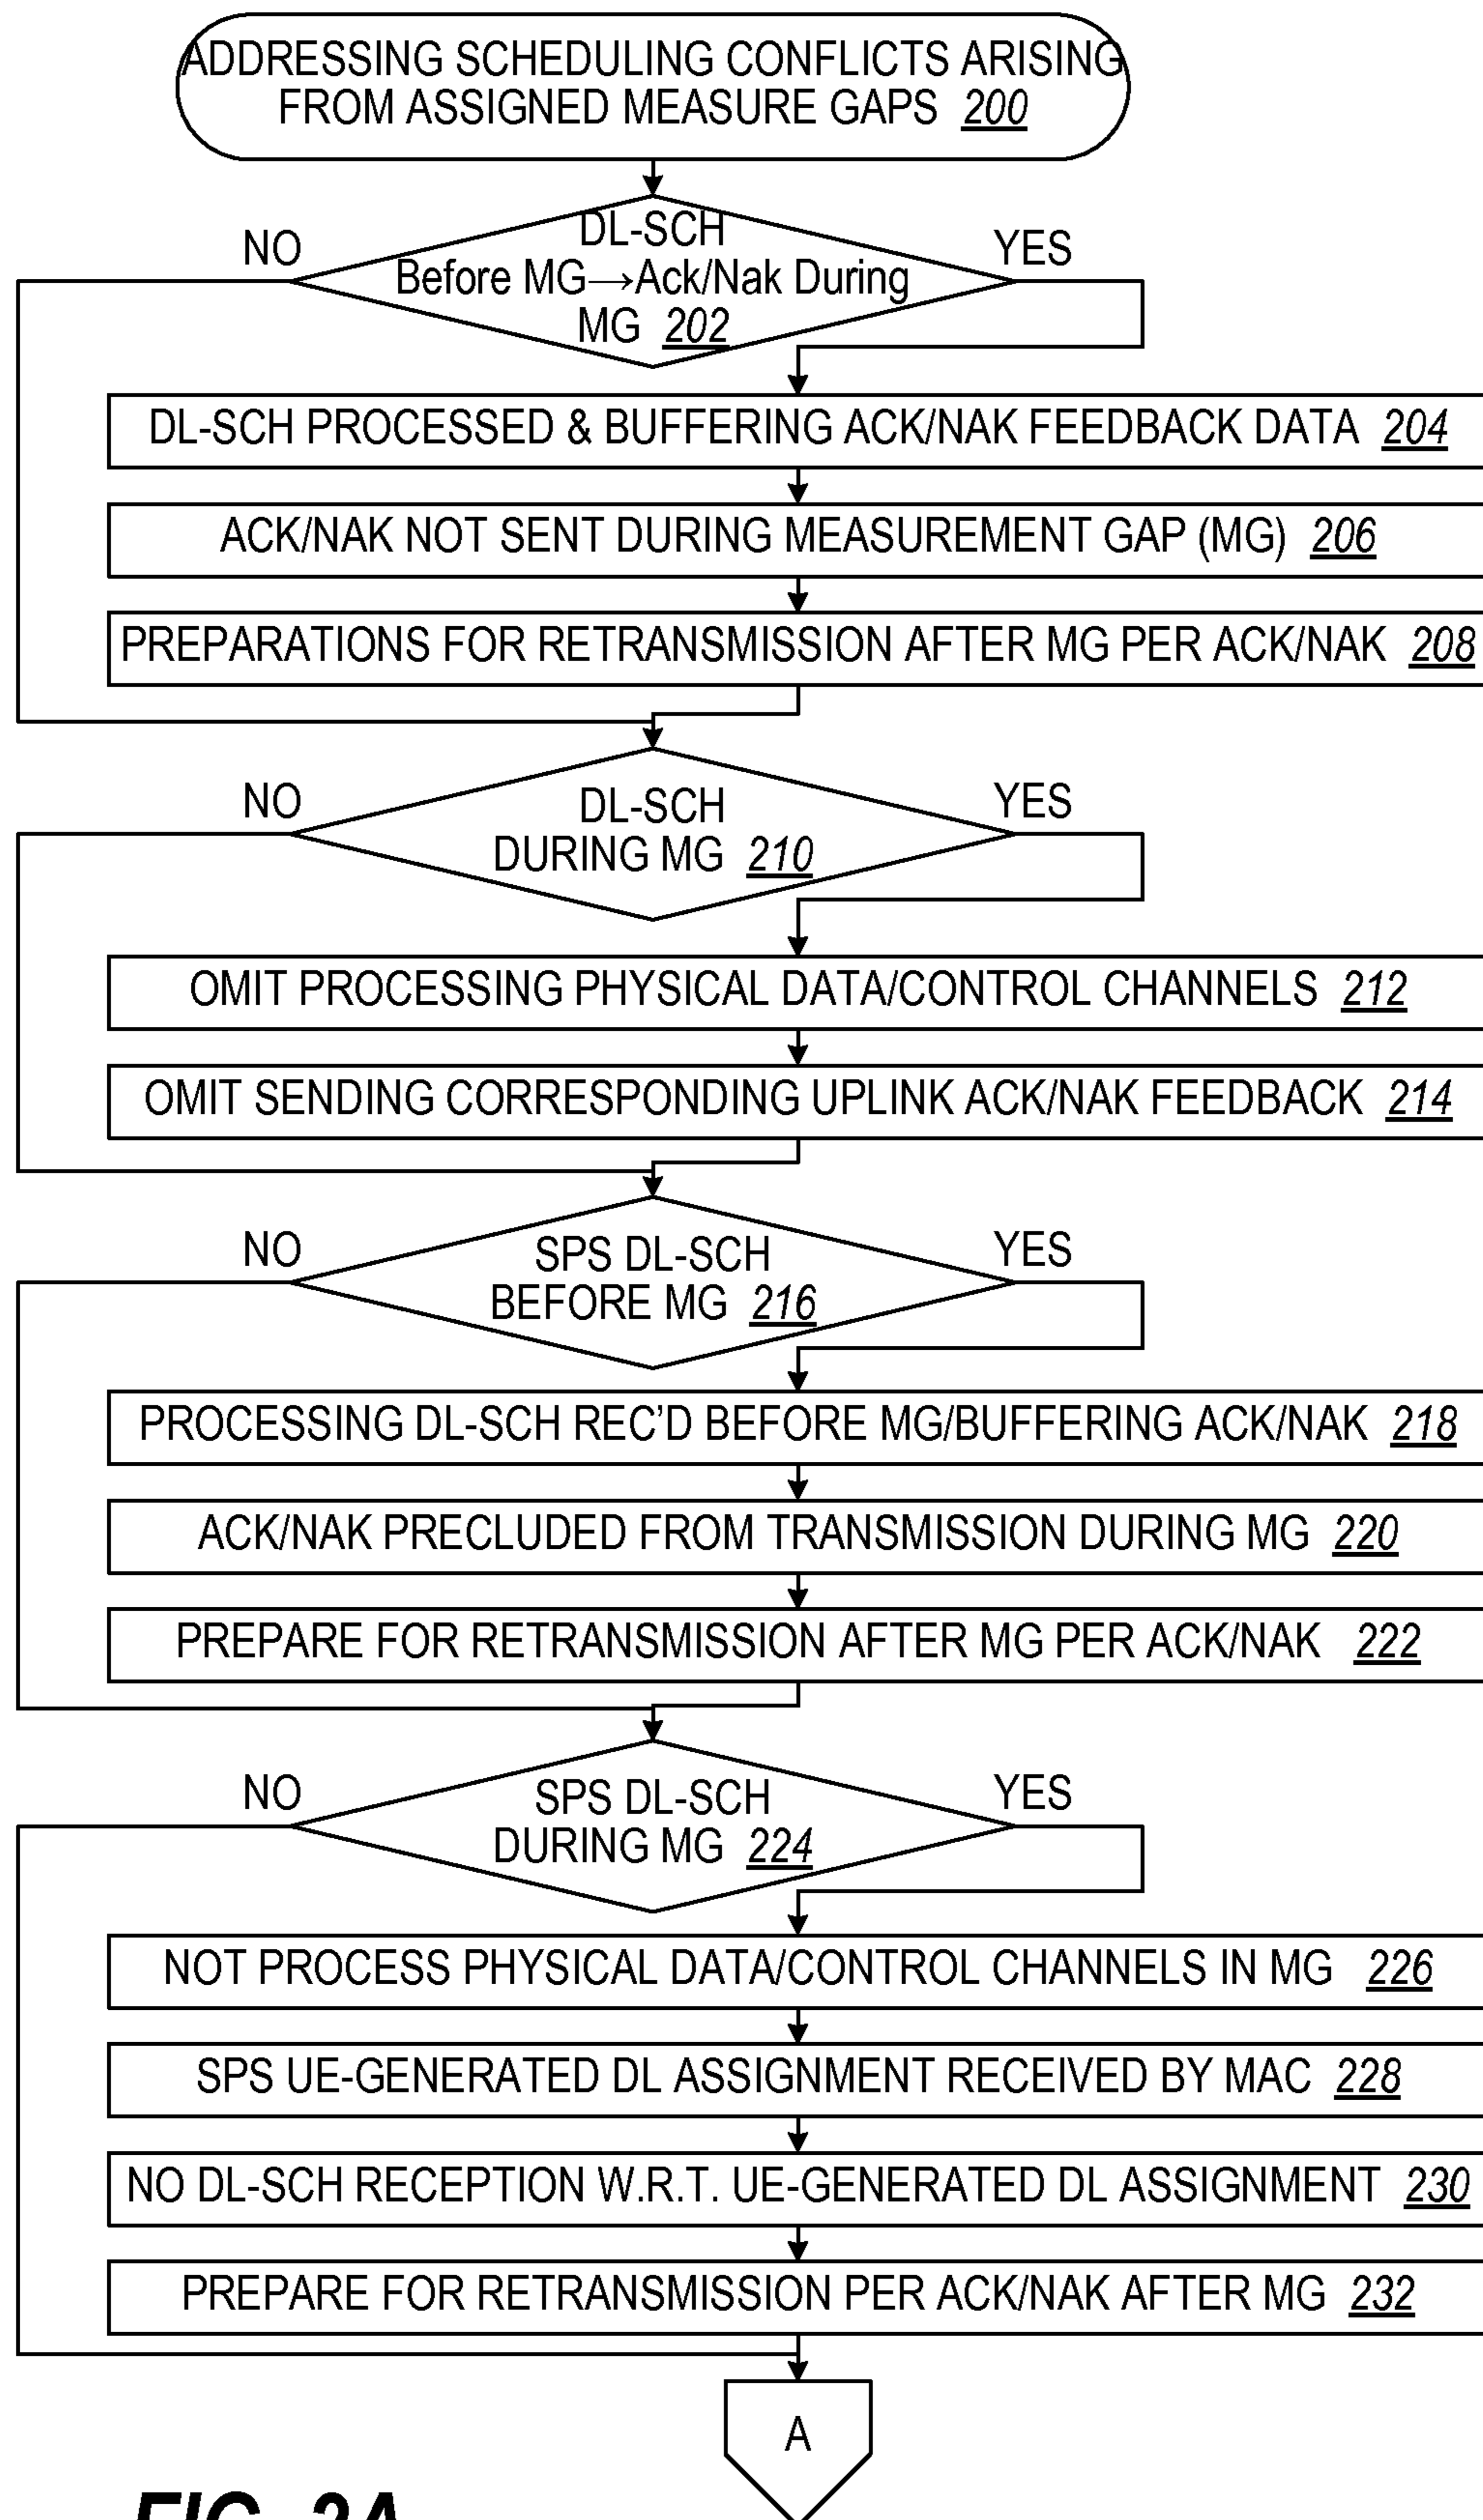 ADDRESSING SCHEDULING CONFLICTS ARISING
FROM ASSIGNED MEASURE GAPS 200
DL-SCH
NO
YES
Before MG→Ack/Nak During
MG 202
DL-SCH PROCESSED & BUFFERING ACK/NAK FEEDBACK DATA 204
ACK/NAK NOT SENT DURING MEASUREMENT GAP (MG) 206
PREPARATIONS FOR RETRANSMISSION AFTER MG PER ACK/NAK 208
NO
YES
DL-SCH
DURING MG 210
OMIT PROCESSING PHYSICAL DATA/CONTROL CHANNELS 212
OMIT SENDING CORRESPONDING UPLINK ACK/NAK FEEDBACK 214
NO
YES
SPS DL-SCH
BEFORE MG 216
PROCESSING DL-SCH REC'D BEFORE MG/BUFFERING ACK/NAK 218
ACK/NAK PRECLUDED FROM TRANSMISSION DURING MG 220
PREPARE FOR RETRANSMISSION AFTER MG PER ACK/NAK 222
NO
YES
SPS DL-SCH
DURING MG 224
NOT PROCESS PHYSICAL DATA/CONTROL CHANNELS IN MG 226
SPS UE-GENERATED DL ASSIGNMENT RECEIVED BY MAC 228
NO DL-SCH RECEPTION W.R.T. UE-GENERATED DL ASSIGNMENT 230
PREPARE FOR RETRANSMISSION PER ACK/NAK AFTER MG 232
A
FIG. 2A